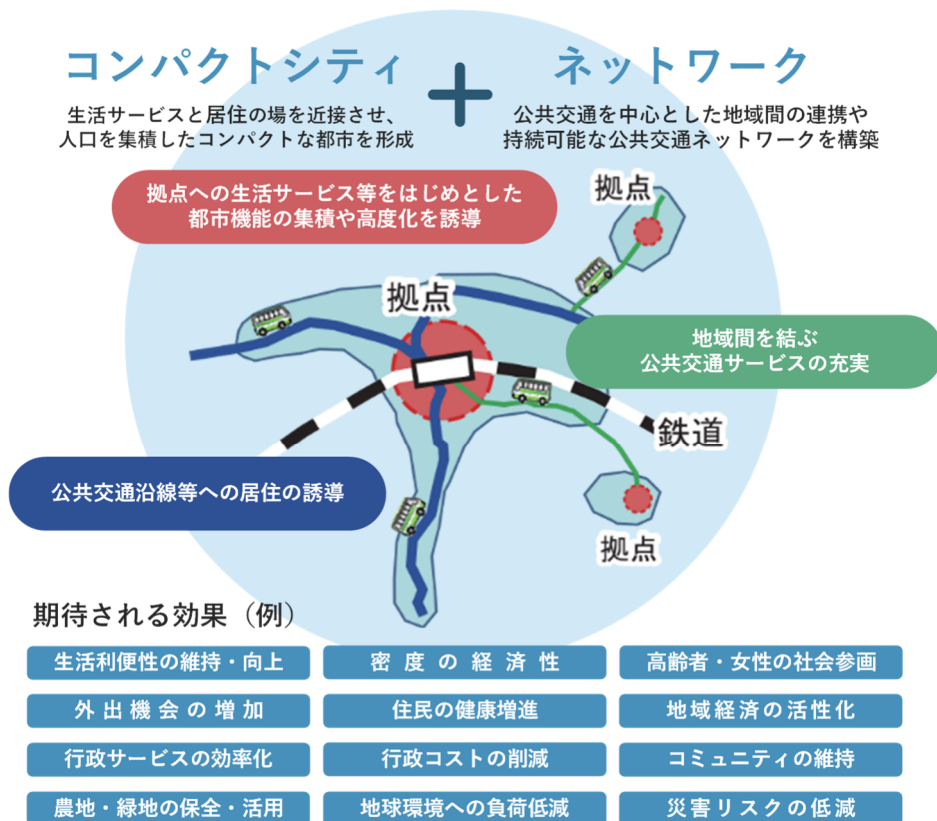 コンパクトシティ
+
ネットワーク
生活サービスと居住の場を近接させ、
人口を集積したコンパクトな都市を形成
公共交通を中心とした地域間の連携や
持続可能な公共交通ネットワークを構築
拠点への生活サービス等をはじめとした
都市機能の集積や高度化を誘導
拠点
拠点
地域間を結ぶ
公共交通サービスの充実
鉄道
公共交通沿線等への居住の誘導
拠点
期待される効果（例）
生活利便性の維持・向上
密度の経済性
高齢者・女性の社会参画
外出機会の増加
住民の健康増進
地域経済の活性化
行政サービスの効率化
行政コストの削減
コミュニティの維持
農地・緑地の保全・活用
地球環境への負荷低減
災害リスクの低減